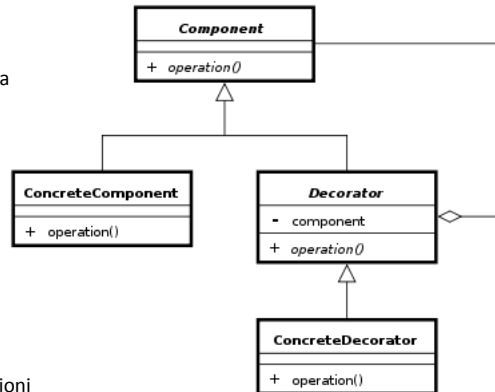 Component
+ operation()
a
ConcreteComponent
+ operation()
Decorator
- component
+ operation()
ConcreteDecorator
+ operation()
ioni